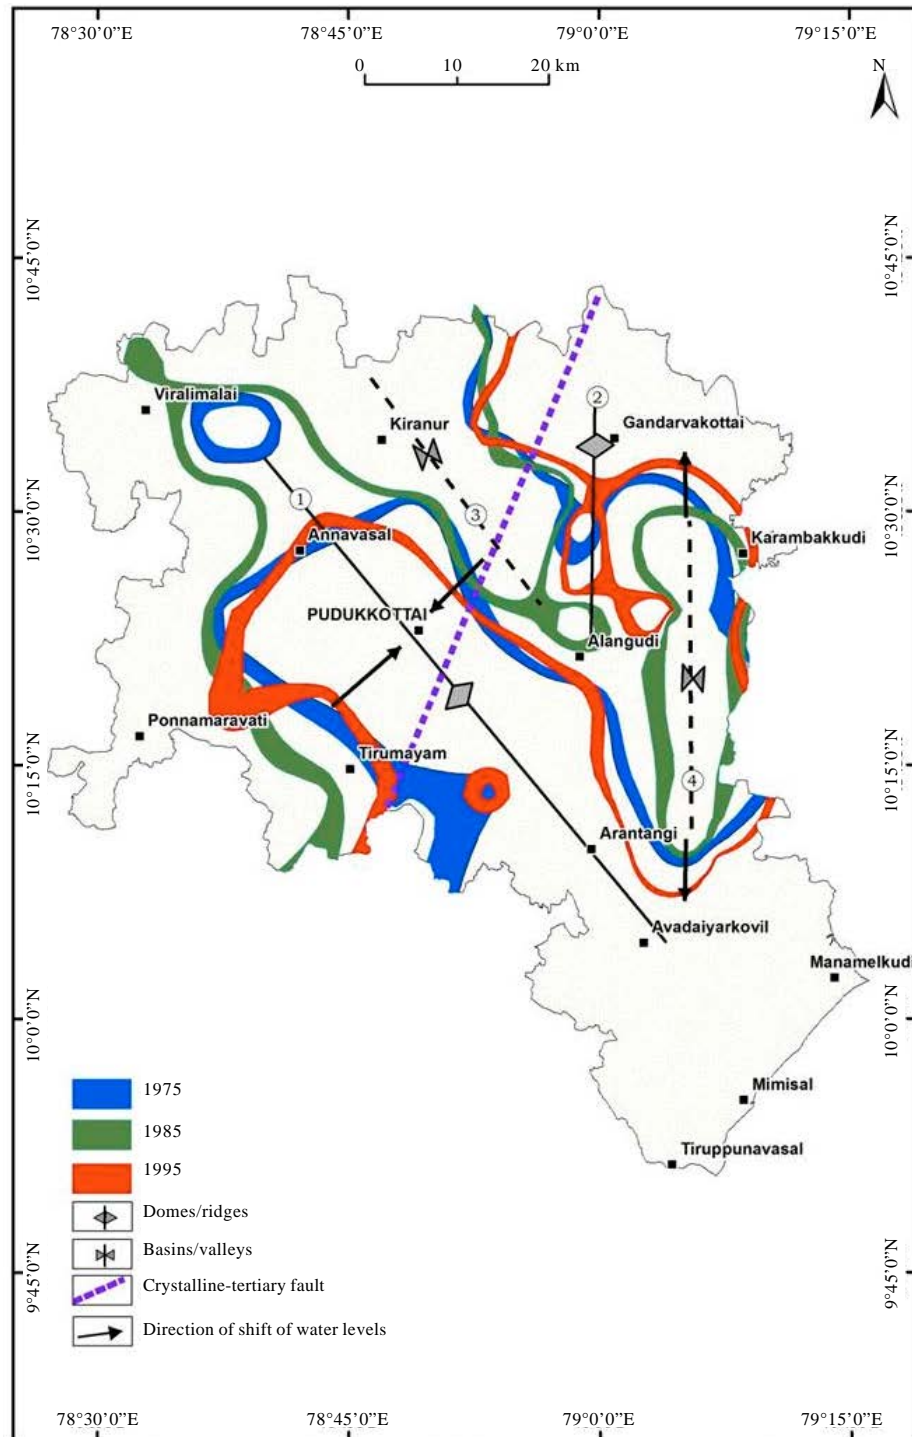 78°30'0"E 78°45'0"E 79°0'0"E 79°15'0"E
0 10 20 km
N
10°45'0"N 10°45'0"N
2
Viralimalai
Kiranur
Gandarvakottai
1
3
10°30'0"N 10°30'0"N
Annavasal
Karambakkudi
PUDUKKOTTAI
Alangudi
Ponnamaravati
Tirumayam
10°15'0"N 10°15'0"N
4
Arantangi
Avadaiyarkovil
Manamelkudi
10°0'0"N 10°0'0"N
1975
Mimisal
1985
Tiruppunavasal
1995
Domes/ridges
Basins/valleys
9°45'0"N 9°45'0"N
Crystalline-tertiary fault
Direction of shift of water levels
78°30'0"E 78°45'0"E 79°0'0"E 79°15'0"E